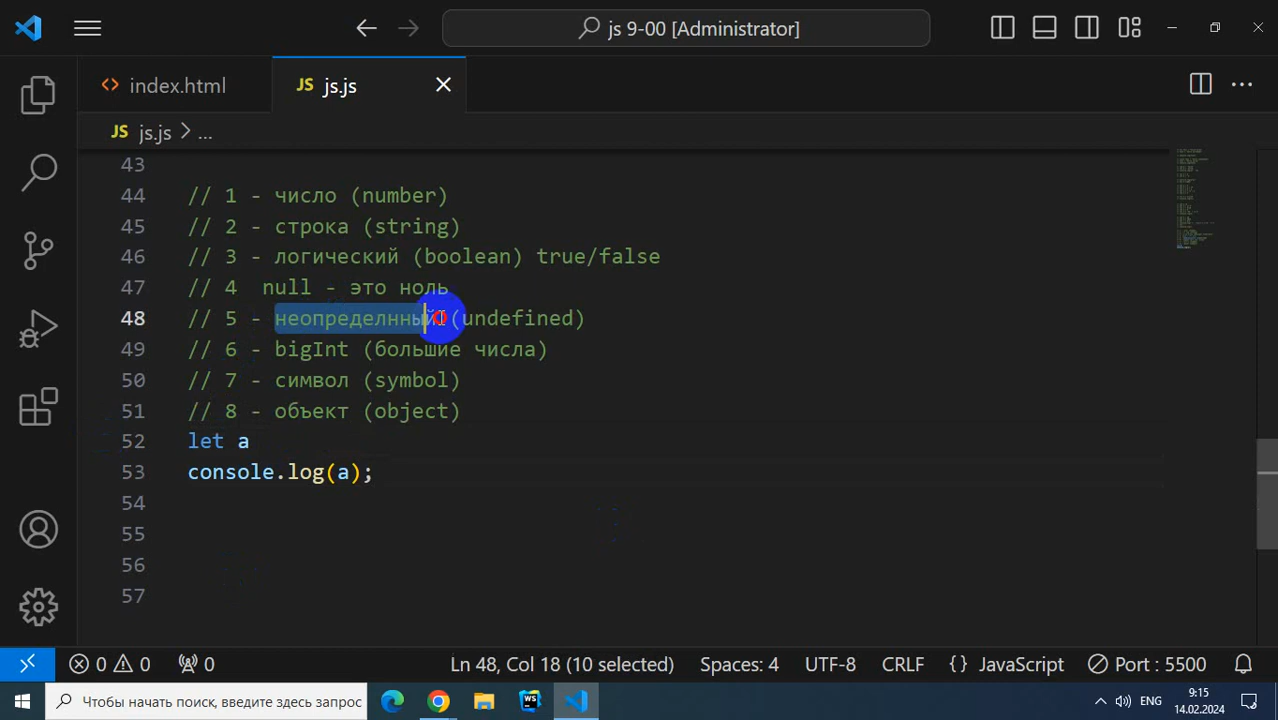 js 9-00 [Administrator]
index.html
JS js.js
JS js.js > ...
43
44 // 1 - число (number)
45 // 2 - строка (string)
46 // 3 - логический (boolean) true/false
47 // 4  null - это ноль
48 // 5 - неопределнный (undefined)
49 // 6 - bigInt (большие числа)
50 // 7 - символ (symbol)
51 // 8 - объект (object)
52 let a
53 console.log(a);
54
55
56
57
0 0 0 Ln 48, Col 18 (10 selected) Spaces: 4 UTF-8 CRLF {} JavaScript Port : 5500
Чтобы начать поиск, введите здесь запрос
WS
ENG
9:15
14.02.2024